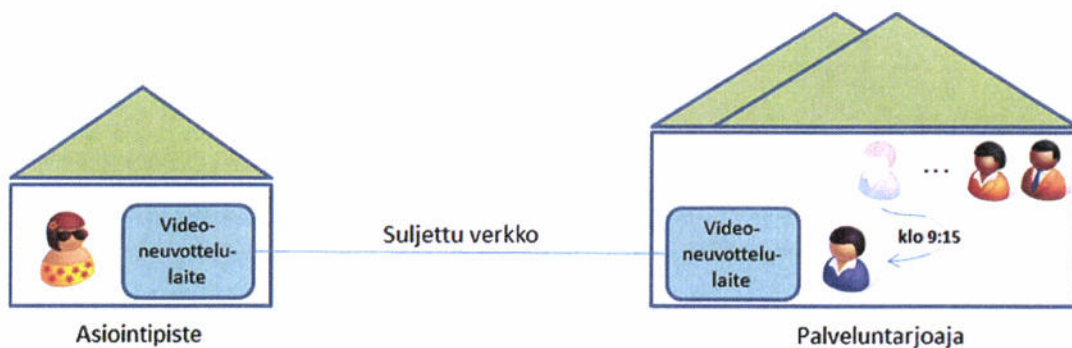 Video-
neuvottelu-
laite
Suljettu verkko
...
klo 9:15
Video-
neuvottelu-
laite
Asiointipiste
Palveluntarjoaja